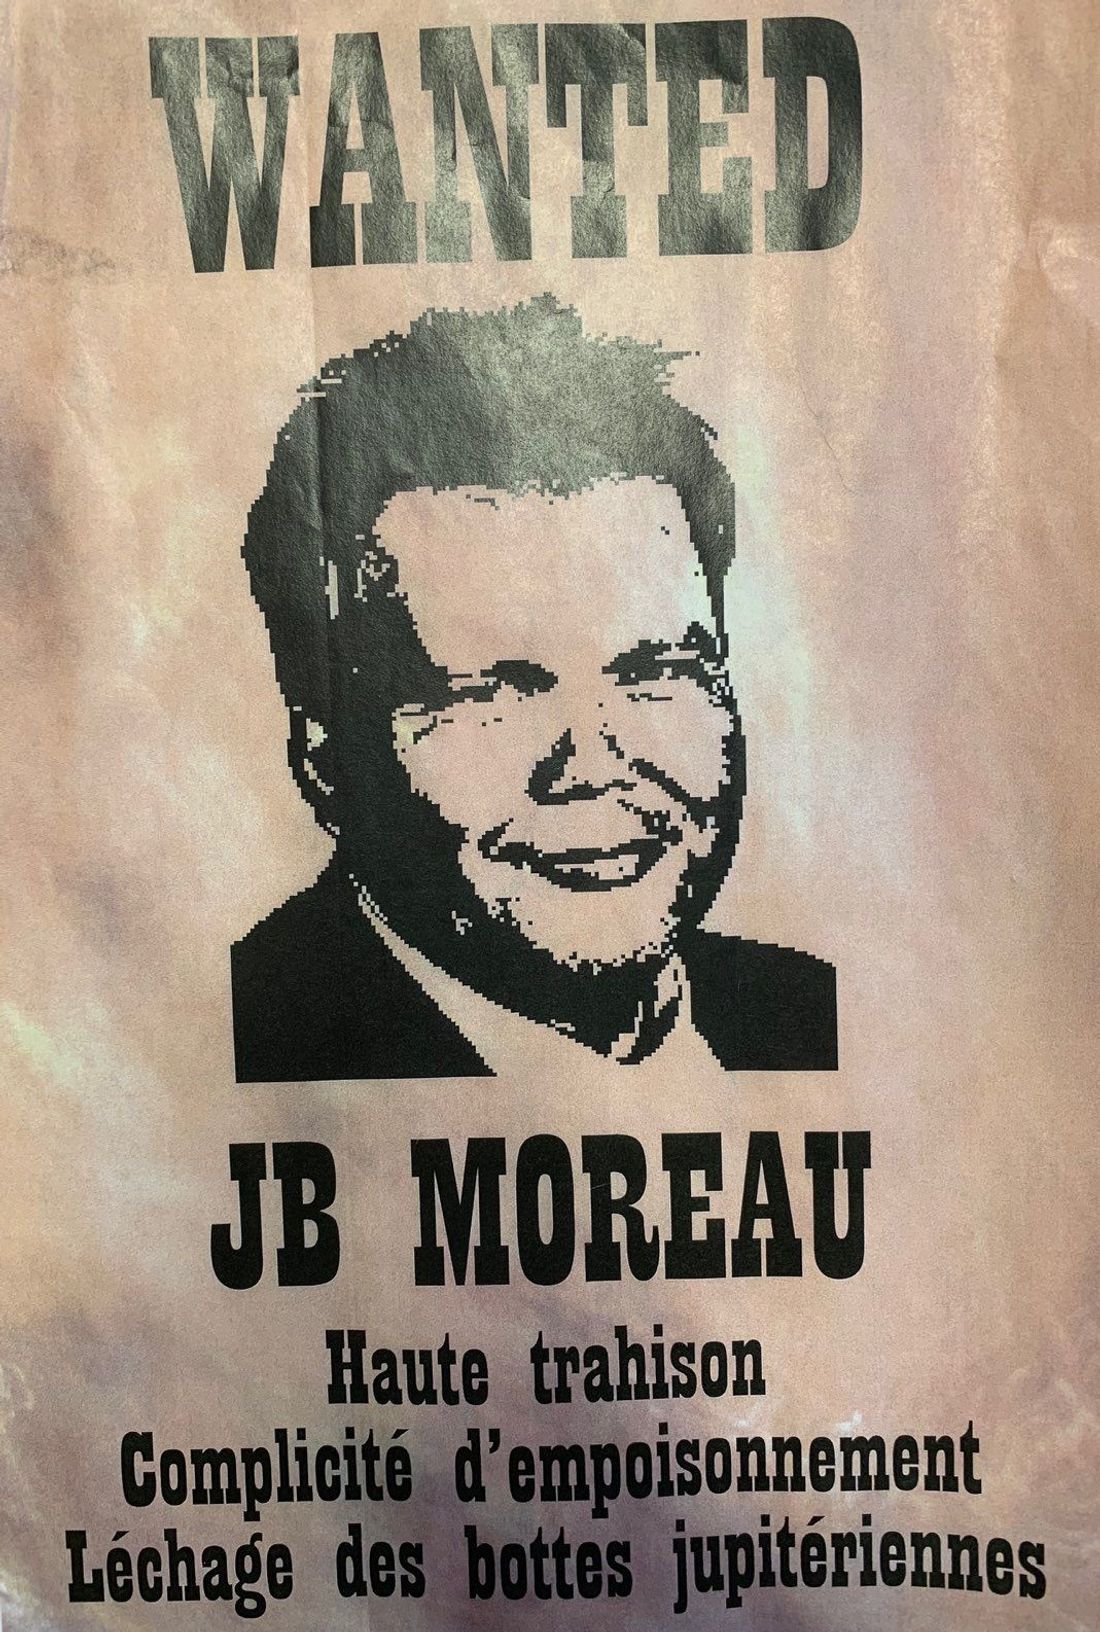 WANTED
JB MOREAU
Haute trahison
Complicité d'empoisonnement
Léchage des bottes jupitériennes